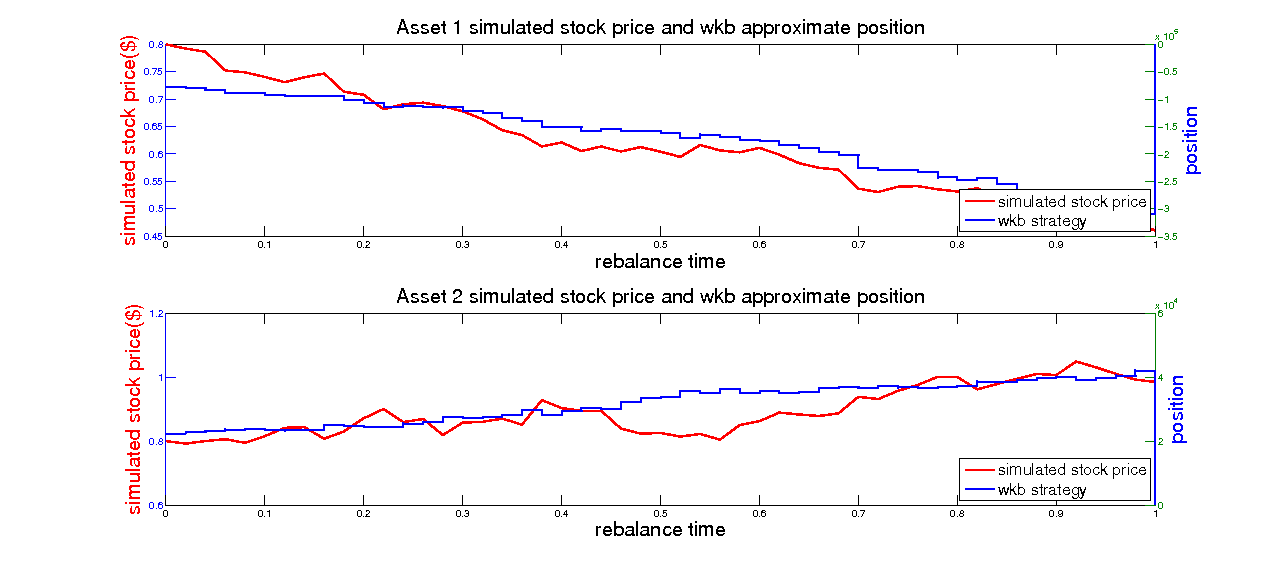 Asset 1 simulated stock price and wkb approximate position
x 10^5
0.8
0.75
0.7
0.65
0.6
0.55
0.5
0.45
simulated stock price($)
0
-0.5
-1
-1.5
-2
-2.5
-3
-3.5
position
simulated stock price
wkb strategy
0 0.1 0.2 0.3 0.4 0.5 0.6 0.7 0.8 1
rebalance time
Asset 2 simulated stock price and wkb approximate position
x 10^4
1.2
1
0.8
0.6
simulated stock price($)
6
4
2
0
position
simulated stock price
wkb strategy
0 0.1 0.2 0.3 0.4 0.5 0.6 0.7 0.8 0.9 1
rebalance time